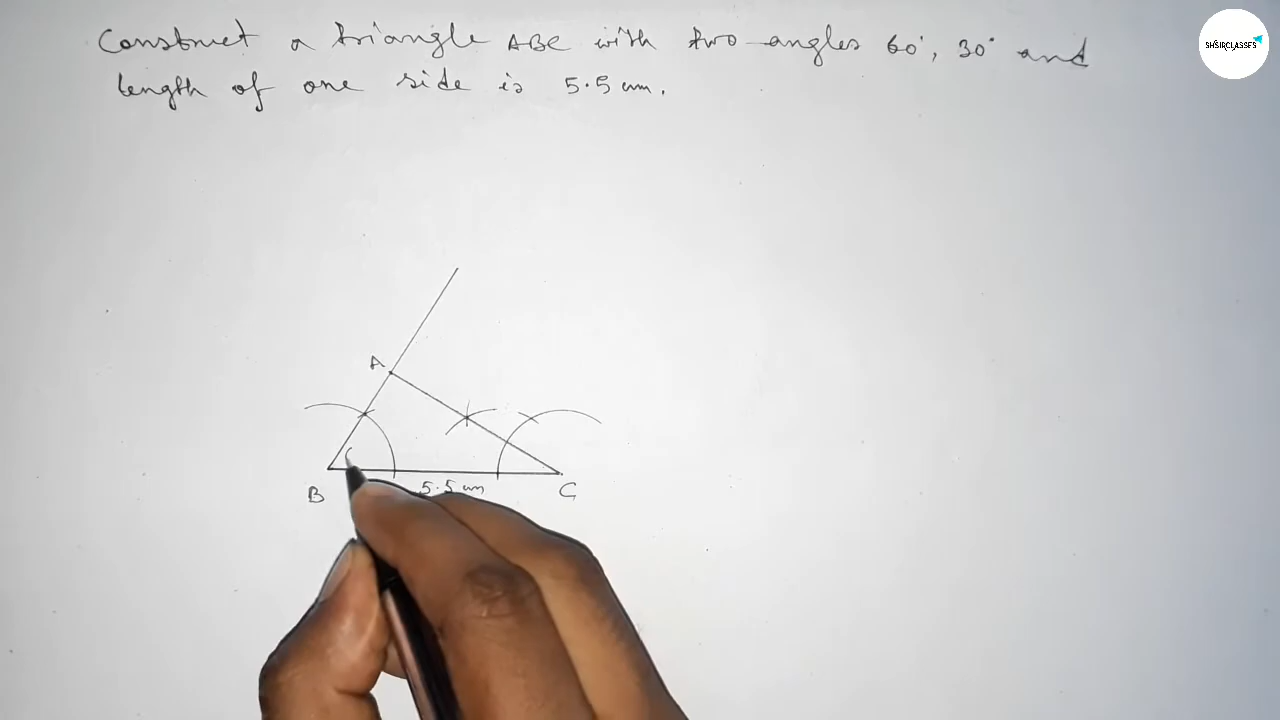 Construct a triangle ABC with two angles 60°, 30° and
length of one side is 5.5 cm.
SHSIRCLASSES
A
B 5.5 cm C
6